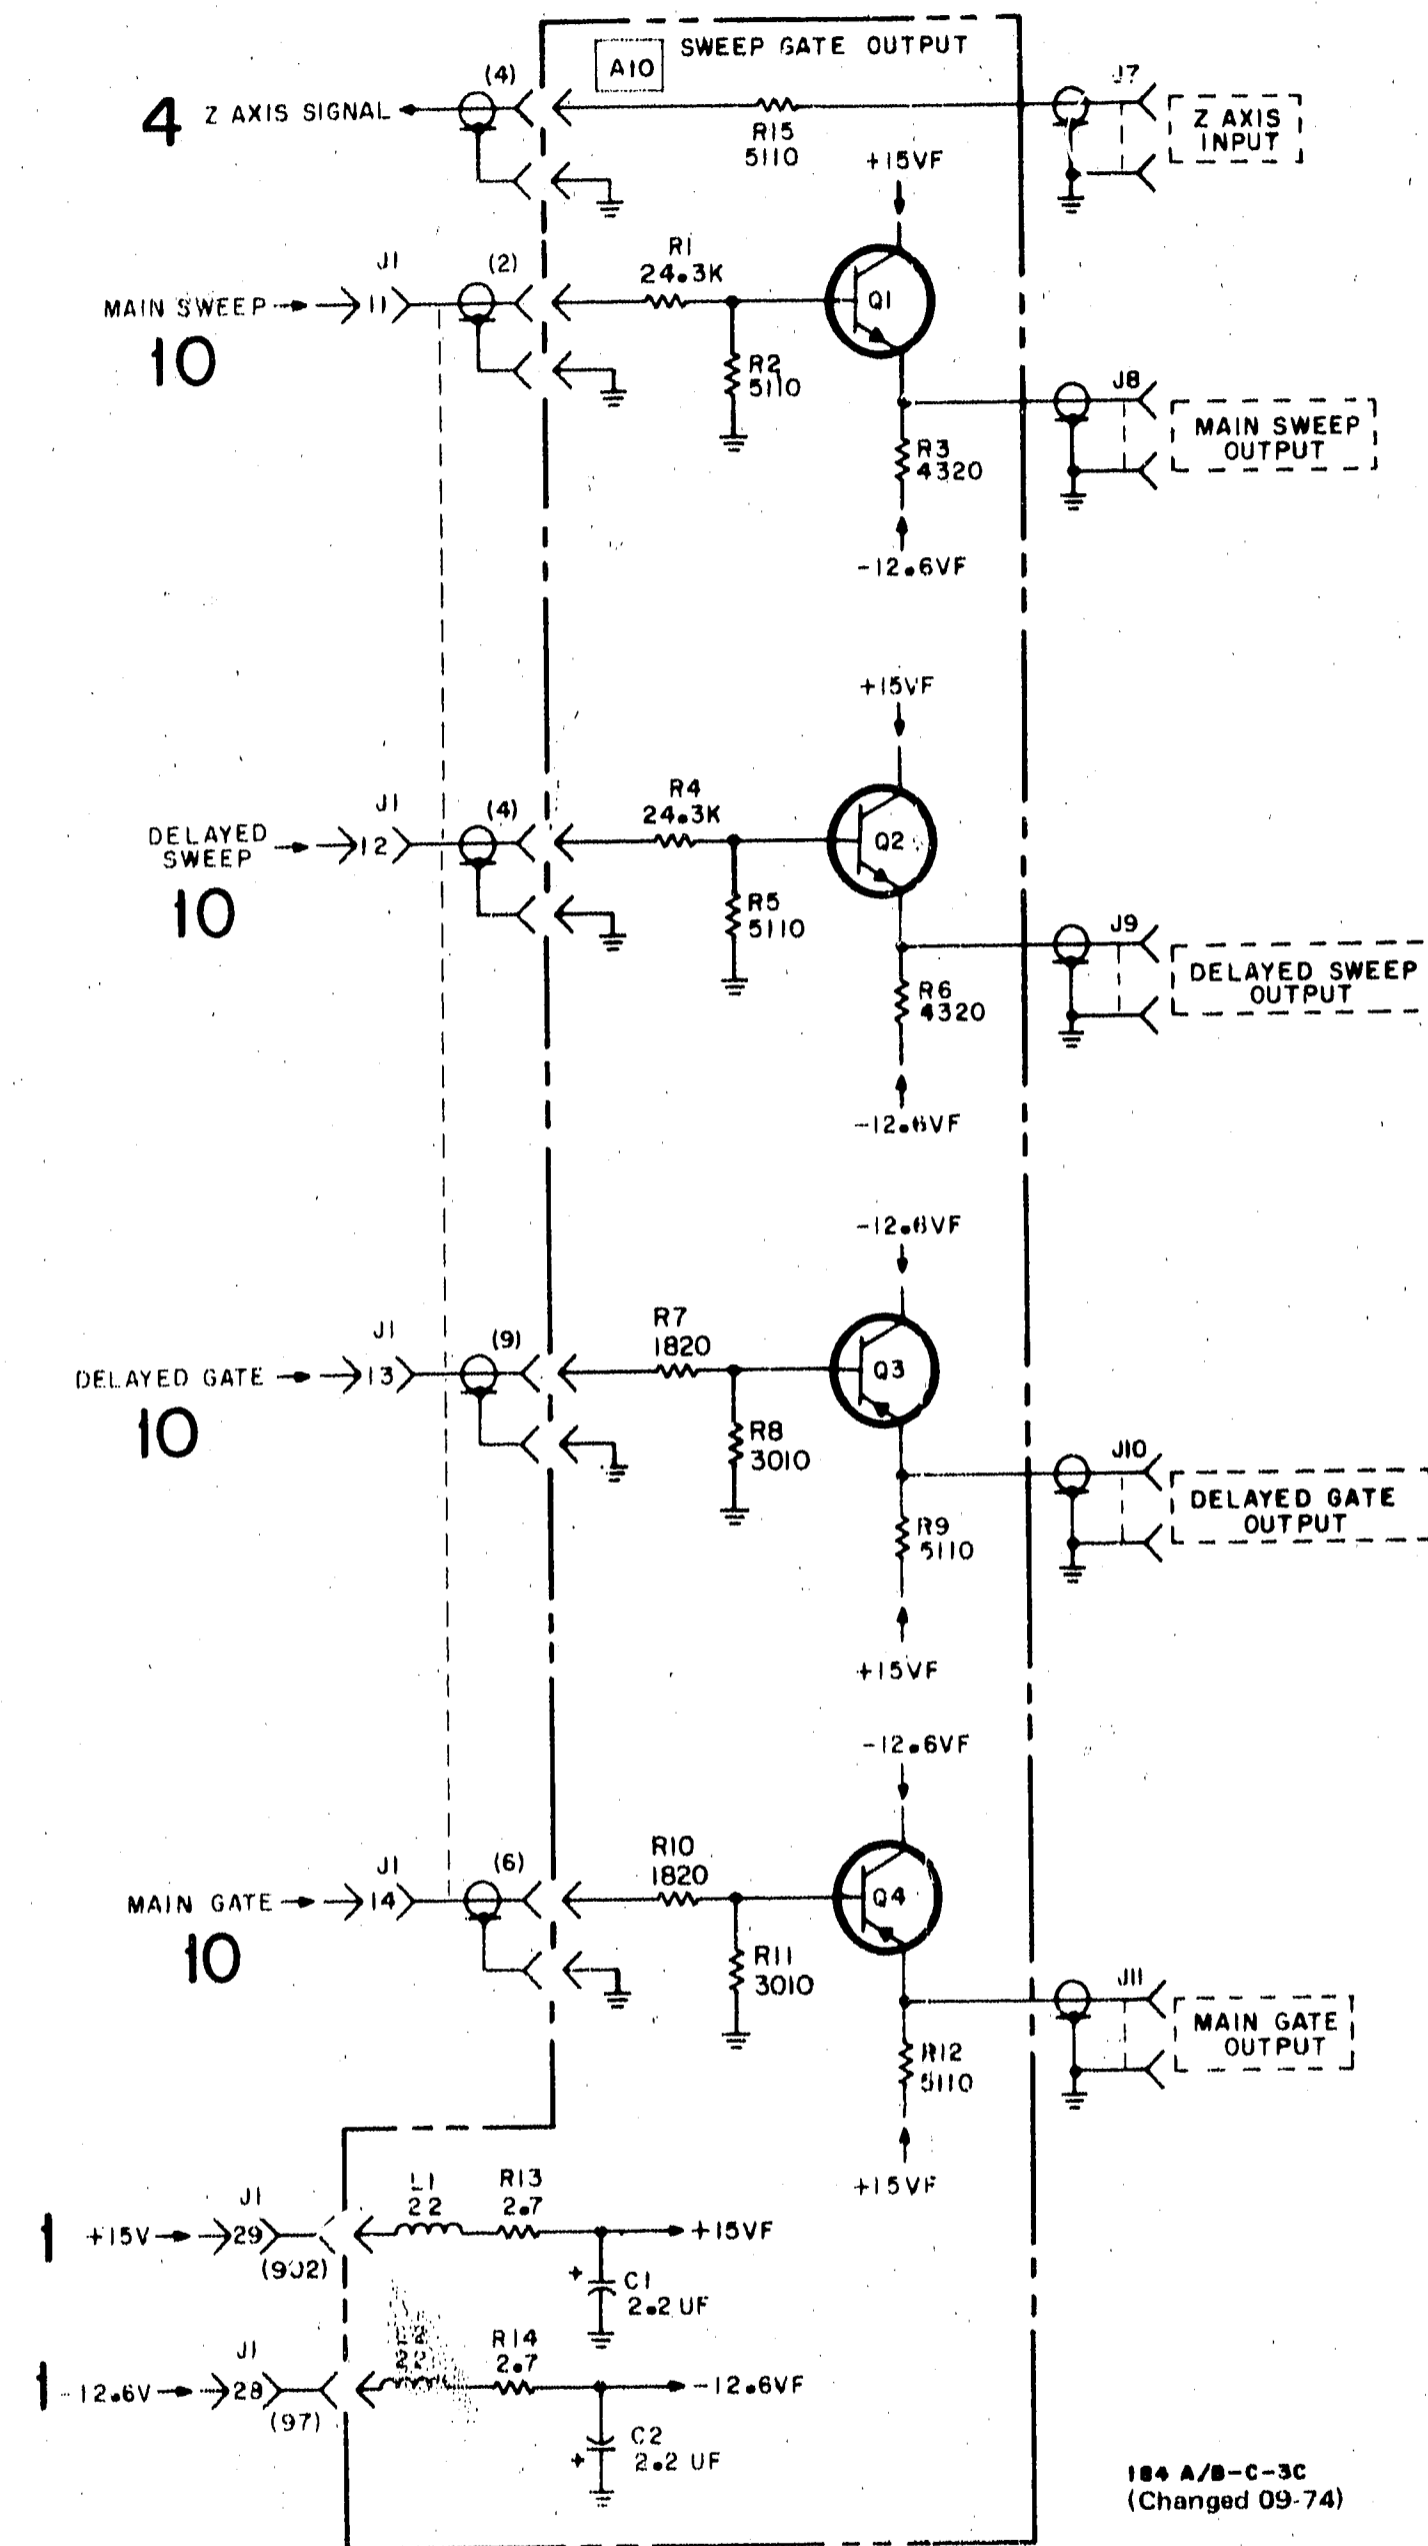 SWEEP GATE OUTPUT
A10
(4)
J7
4 Z AXIS SIGNAL
R15
5110
Z AXIS
INPUT
+15VF
J1
(2)
R1
24.3K
MAIN SWEEP
11
Q1
10
R2
5110
J8
MAIN SWEEP
OUTPUT
R3
4320
-12.6VF
+15VF
J1
(4)
R4
24.3K
DELAYED
SWEEP
12
Q2
10
R5
5110
J9
DELAYED SWEEP
OUTPUT
R6
4320
-12.6VF
-12.6VF
J1
(9)
R7
1820
DELAYED GATE
13
Q3
10
R8
3010
J10
DELAYED GATE
OUTPUT
R9
5110
+15VF
-12.6VF
J1
(6)
R10
1820
MAIN GATE
14
Q4
10
R11
3010
J11
MAIN GATE
OUTPUT
R12
5110
+15VF
J1
L1
22
R13
2.7
1 +15V
29
+15VF
(902)
+
C1
2.2 UF
J1
R14
2.7
1 -12.6V
28
-12.6VF
(97)
+
C2
2.2 UF
184 A/B-C-3C
(Changed 09-74)